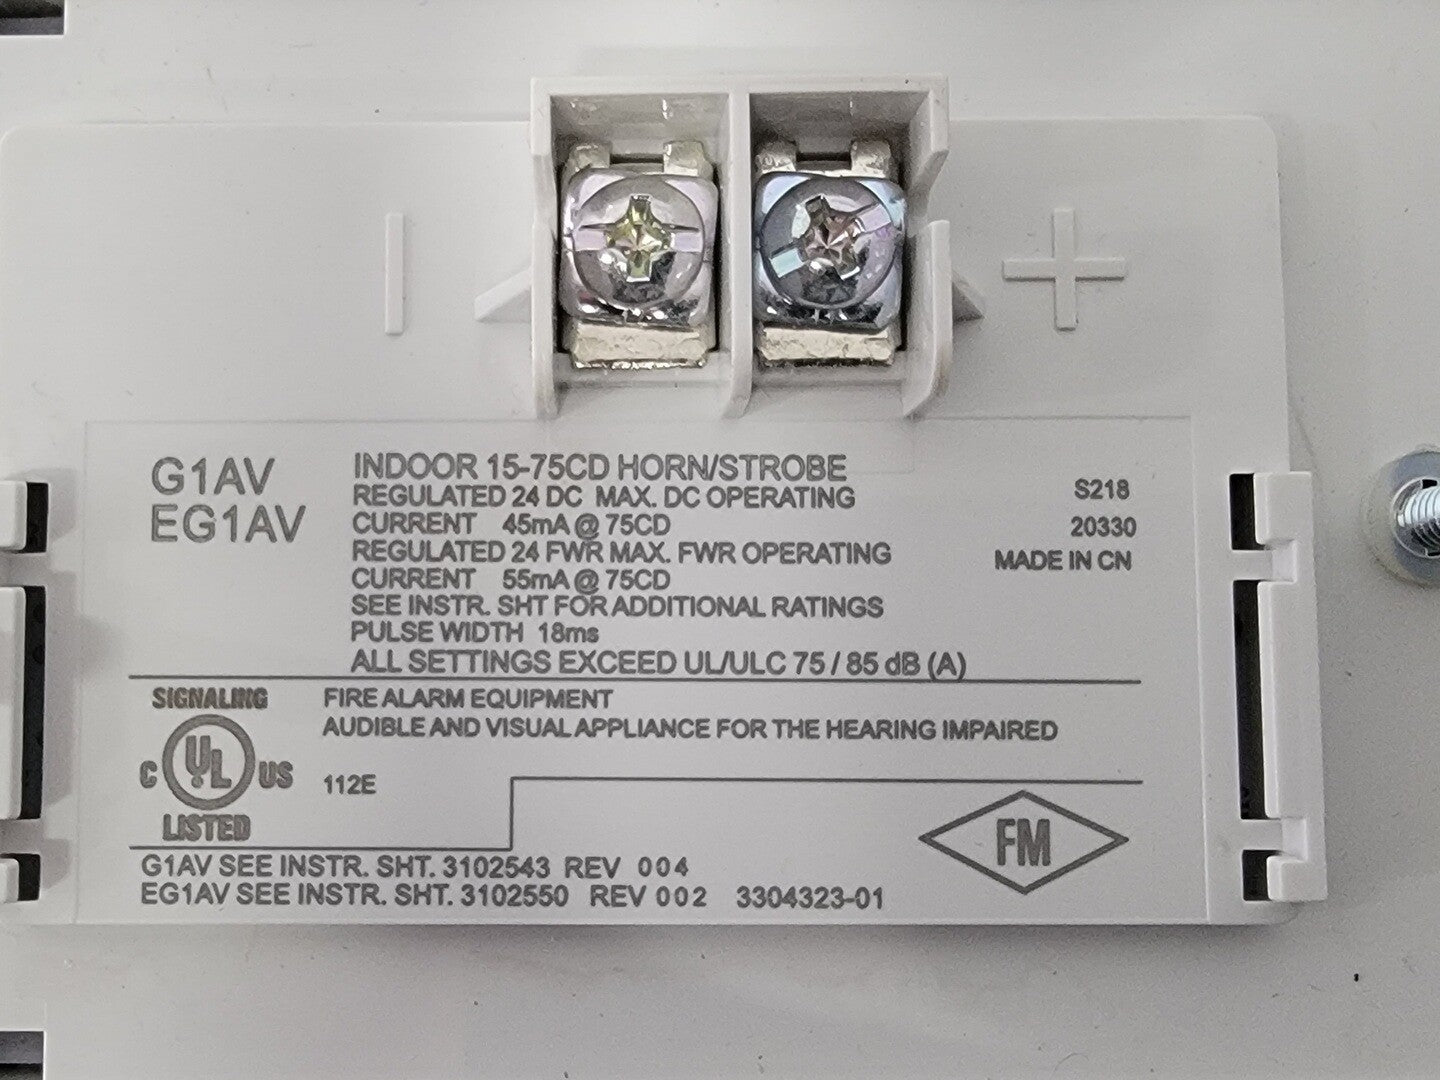 G1AV
EG1AV
INDOOR 15-75CD HORN/STROBE
REGULATED 24 DC MAX. DC OPERATING
CURRENT 45mA @ 75CD
REGULATED 24 FWR MAX. FWR OPERATING
CURRENT 55mA @ 75CD
SEE INSTR. SHT FOR ADDITIONAL RATINGS
PULSE WIDTH 18ms
ALL SETTINGS EXCEED UL/ULC 75 / 85 dB (A)
S218
20330
MADE IN CN
SIGNALING
C UL US
LISTED
FIRE ALARM EQUIPMENT
AUDIBLE AND VISUAL APPLIANCE FOR THE HEARING IMPAIRED
112E
FM
G1AV SEE INSTR. SHT. 3102543 REV 004
EG1AV SEE INSTR. SHT. 3102550 REV 002 3304323-01